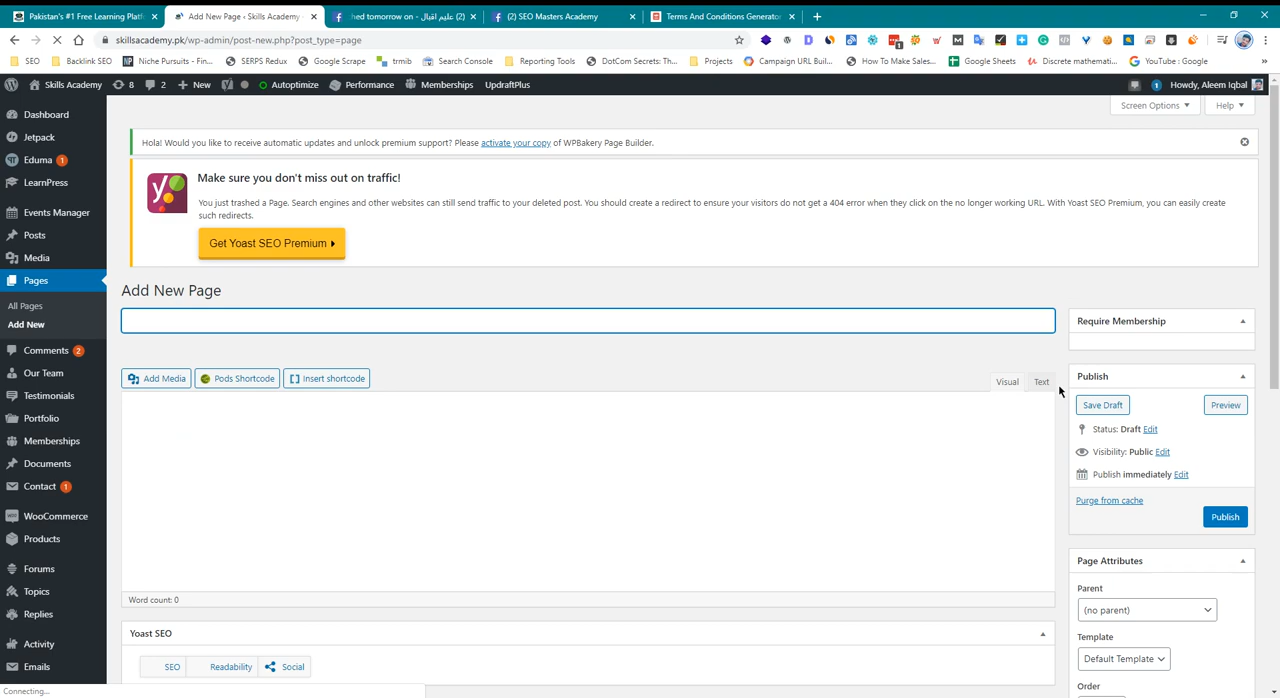 Pakistan's #1 Free Learning Platf
Add New Page ‹ Skills Academy
(2) علیم اقبال - hed tomorrow on
(2) SEO Masters Academy
Terms And Conditions Generator
skillsacademy.pk/wp-admin/post-new.php?post_type=page
SEO
Backlink SEO
Niche Pursuits - Fin...
SERPS Redux
Google Scrape
trmib
Search Console
Reporting Tools
DotCom Secrets: Th...
Projects
Campaign URL Buil...
How To Make Sales...
Google Sheets
Discrete mathemati...
YouTube : Google
Skills Academy
8
2
New
Autoptimize
Performance
Memberships
UpdraftPlus
1
Howdy, Aleem Iqbal
Screen Options
Help
Dashboard
Jetpack
Eduma 1
LearnPress
Events Manager
Posts
Media
Pages
All Pages
Add New
Comments 2
Our Team
Testimonials
Portfolio
Memberships
Documents
Contact 1
WooCommerce
Products
Forums
Topics
Replies
Activity
Emails
Hola! Would you like to receive automatic updates and unlock premium support? Please activate your copy of WPBakery Page Builder.
Make sure you don't miss out on traffic!
You just trashed a Page. Search engines and other websites can still send traffic to your deleted post. You should create a redirect to ensure your visitors do not get a 404 error when they click on the no longer working URL. With Yoast SEO Premium, you can easily create
such redirects.
Get Yoast SEO Premium
Add New Page
Add Media
Pods Shortcode
Insert shortcode
Visual
Text
Word count: 0
Yoast SEO
SEO
Readability
Social
Require Membership
Publish
Save Draft
Preview
Status: Draft Edit
Visibility: Public Edit
Publish immediately Edit
Purge from cache
Publish
Page Attributes
Parent
(no parent)
Template
Default Template
Order
Connecting...